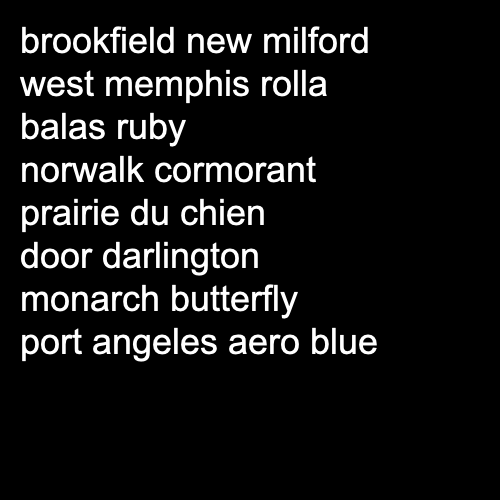 brookfield new milford
west memphis rolla
balas ruby
norwalk cormorant
prairie du chien
door darlington
monarch butterfly
port angeles aero blue